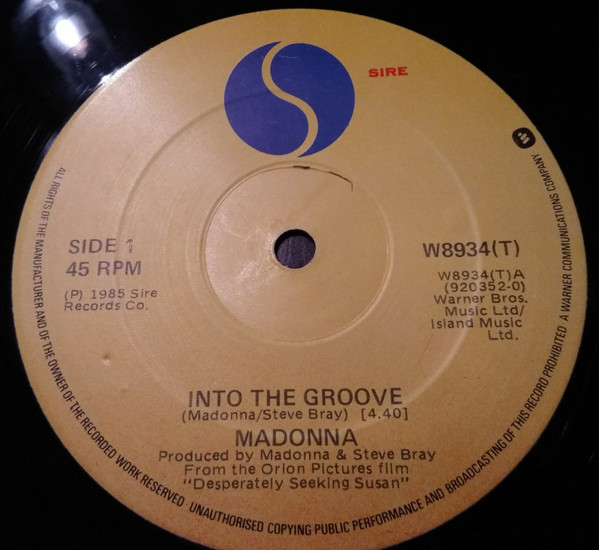 SIRE
SIDE 1
45 RPM
(P) 1985 Sire
Records Co.
W8934(T)
W8934(T)A
(920352-0)
Warner Bros.
Music Ltd/
Island Music
Ltd.
INTO THE GROOVE
(Madonna/Steve Bray) [4.40]
MADONNA
Produced by Madonna & Steve Bray
From the Orion Pictures film
"Desperately Seeking Susan"
ALL RIGHTS OF THE MANUFACTURER AND OF THE OWNER OF THE RECORDED WORK RESERVED UNAUTHORISED COPYING PUBLIC PERFORMANCE AND BROADCASTING OF THIS RECORD PROHIBITED A WARNER COMMUNICATIONS COMPANY.